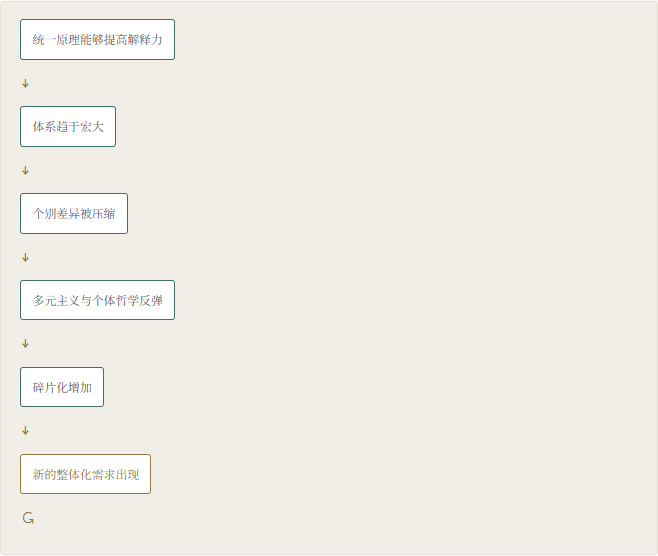 统一原理能够提高解释力
↓
体系趋于宏大
↓
个别差异被压缩
↓
多元主义与个体哲学反弹
↓
碎片化增加
↓
新的整体化需求出现